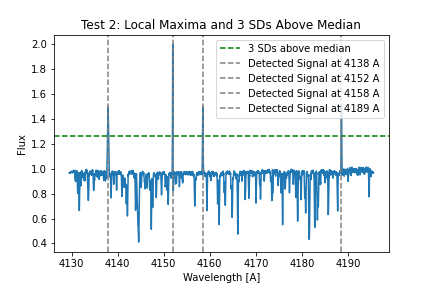 Test 2: Local Maxima and 3 SDs Above Median
3 SDs above median
Detected Signal at 4138 A
Detected Signal at 4152 A
Detected Signal at 4158 A
Detected Signal at 4189 A
Flux
2.0
1.8
1.6
1.4
1.2
1.0
0.8
0.6
0.4
4130 4140 4150 4160 4170 4180 4190
Wavelength [A]